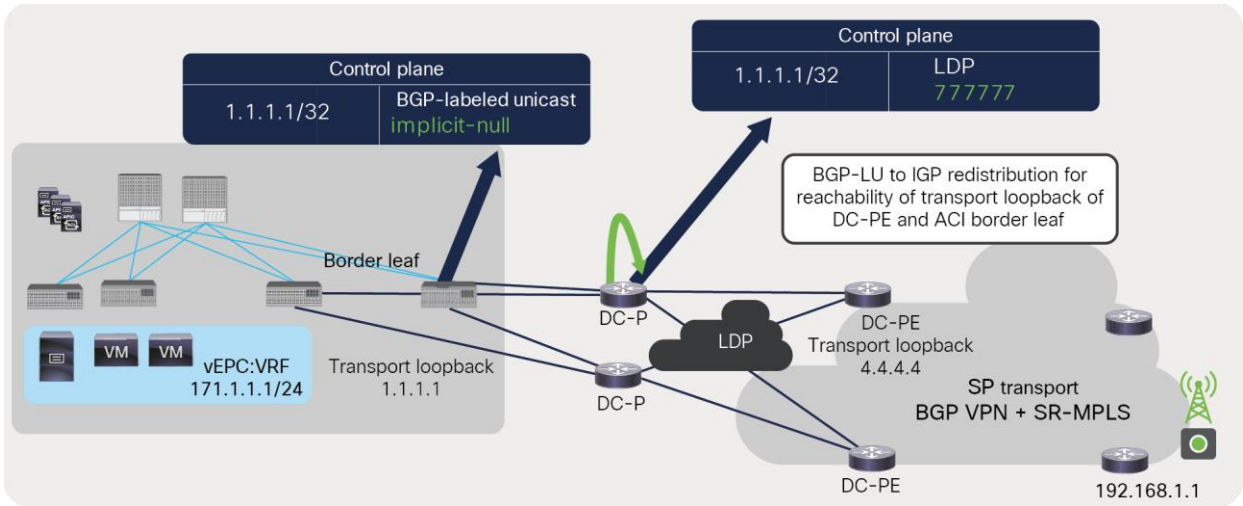 Control plane
1.1.1.1/32
BGP-labeled unicast
implicit-null
Control plane
1.1.1.1/32
LDP
777777
BGP-LU to IGP redistribution for
reachability of transport loopback of
DC-PE and ACI border leaf
APIC
Border leaf
DC-P
LDP
DC-PE
Transport loopback
4.4.4.4
VM
VM
vEPC:VRF
171.1.1.1/24
Transport loopback
1.1.1.1
DC-P
SP transport
BGP VPN + SR-MPLS
DC-PE
192.168.1.1